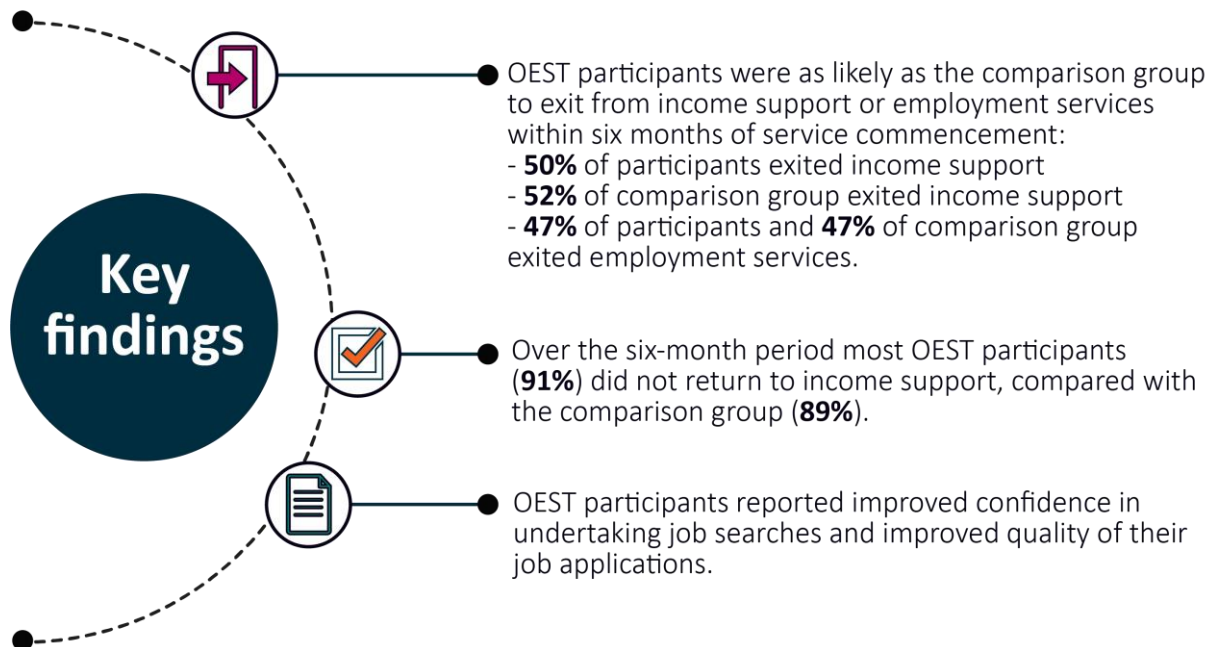 Key
findings
OEST participants were as likely as the comparison group
to exit from income support or employment services
within six months of service commencement:
- 50% of participants exited income support
- 52% of comparison group exited income support
- 47% of participants and 47% of comparison group
exited employment services.
Over the six-month period most OEST participants
(91%) did not return to income support, compared with
the comparison group (89%).
OEST participants reported improved confidence in
undertaking job searches and improved quality of their
job applications.